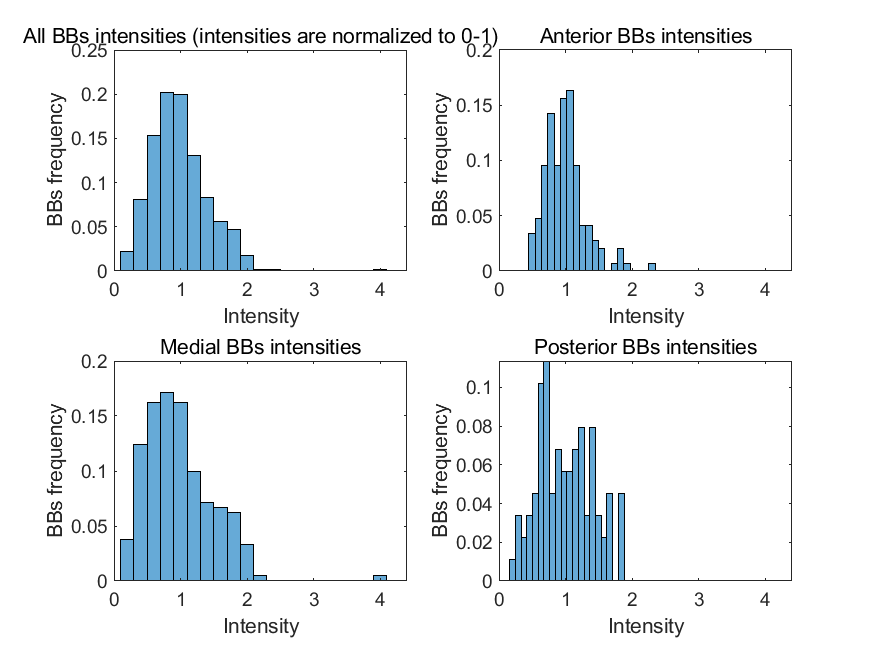 All BBs intensities (intensities are normalized to 0-1)
0.25
0.2
0.15
0.1
0.05
0
BBs frequency
0 1 2 3 4
Intensity
Anterior BBs intensities
0.2
0.15
0.1
0.05
0
BBs frequency
0 1 2 3 4
Intensity
Medial BBs intensities
0.2
0.15
0.1
0.05
0
BBs frequency
0 1 2 3 4
Intensity
Posterior BBs intensities
0.1
0.08
0.06
0.04
0.02
0
BBs frequency
0 1 2 3 4
Intensity